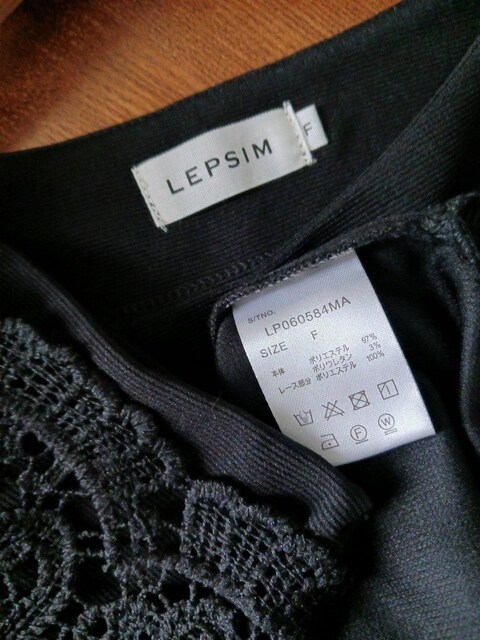 LEPSIM
F
S/TNO.
LP060584MA
SIZE F
本体 ポリエステル 97%
ポリウレタン 3%
レース部分 ポリエステル 100%
F W